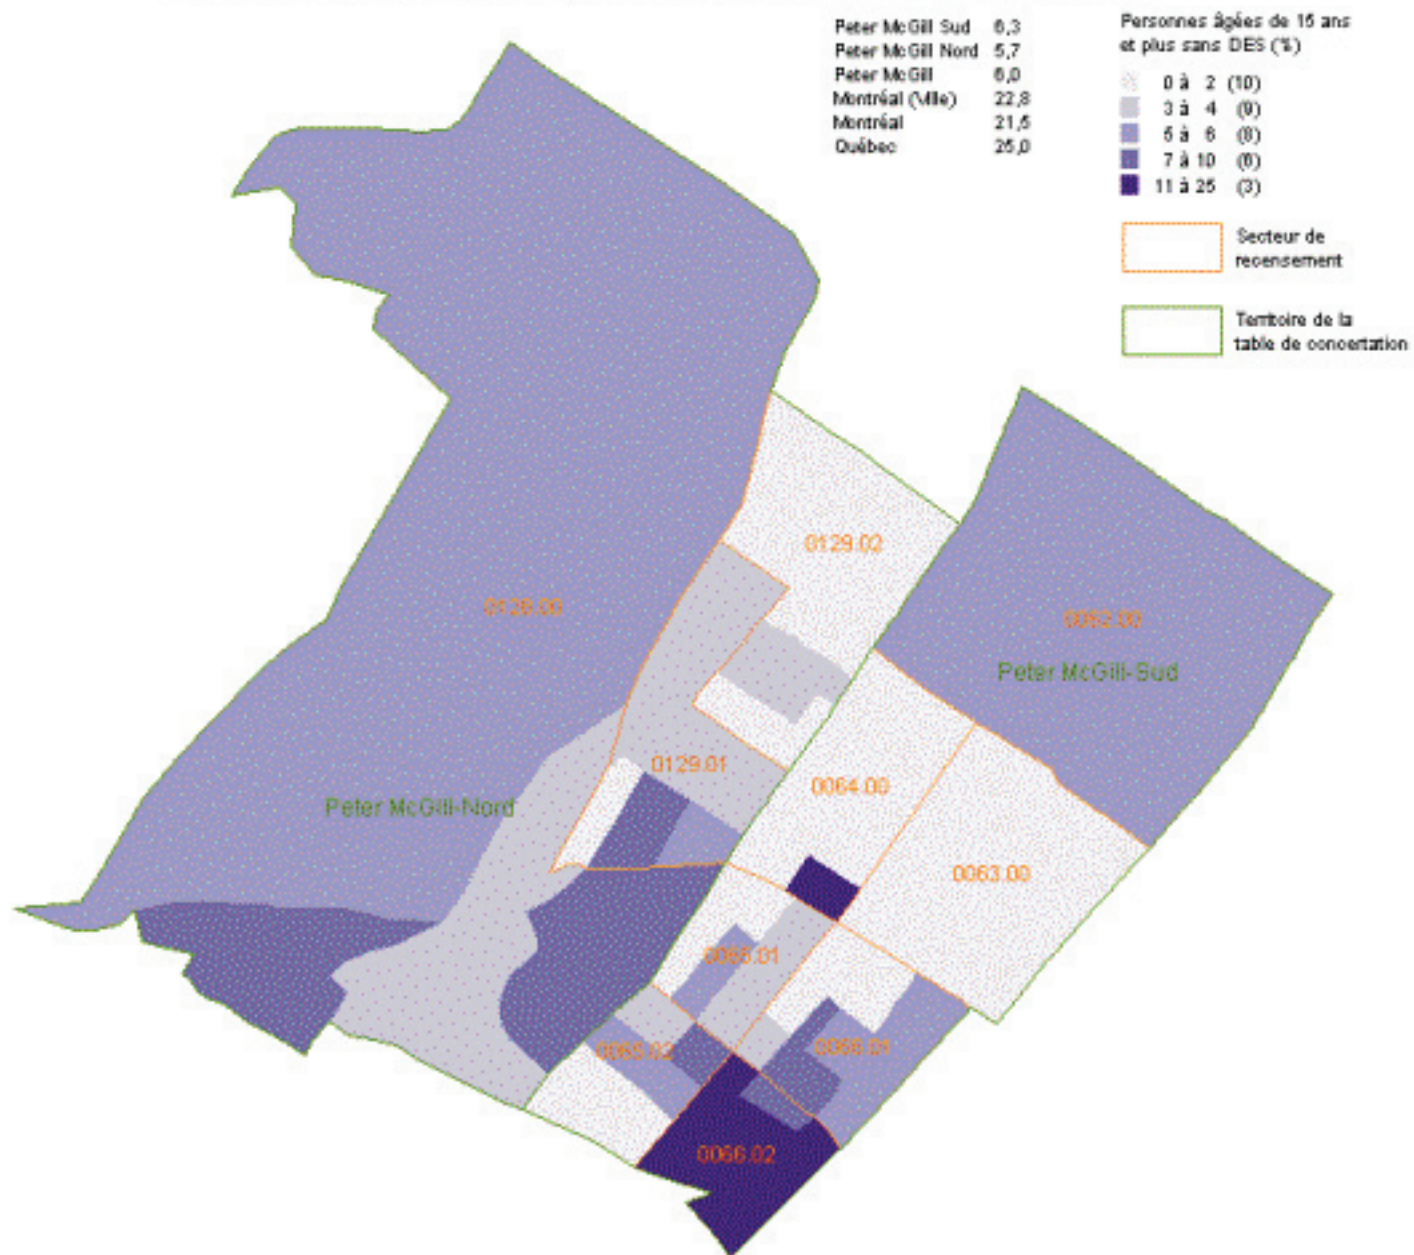 Peter McGill Sud 6,3
Peter McGill Nord 5,7
Peter McGill 6,0
Montréal (Ville) 22,8
Montréal 21,5
Québec 25,0
Personnes âgées de 15 ans
et plus sans DES (%)
0 à 2 (10)
3 à 4 (9)
5 à 6 (8)
7 à 10 (6)
11 à 25 (3)
Secteur de
recensement
Territoire de la
table de concertation
0129.02
0128.00
0062.00
Peter McGill-Sud
0129.01
0064.00
Peter McGill-Nord
0063.00
0065.01
0065.02
0066.01
0066.02